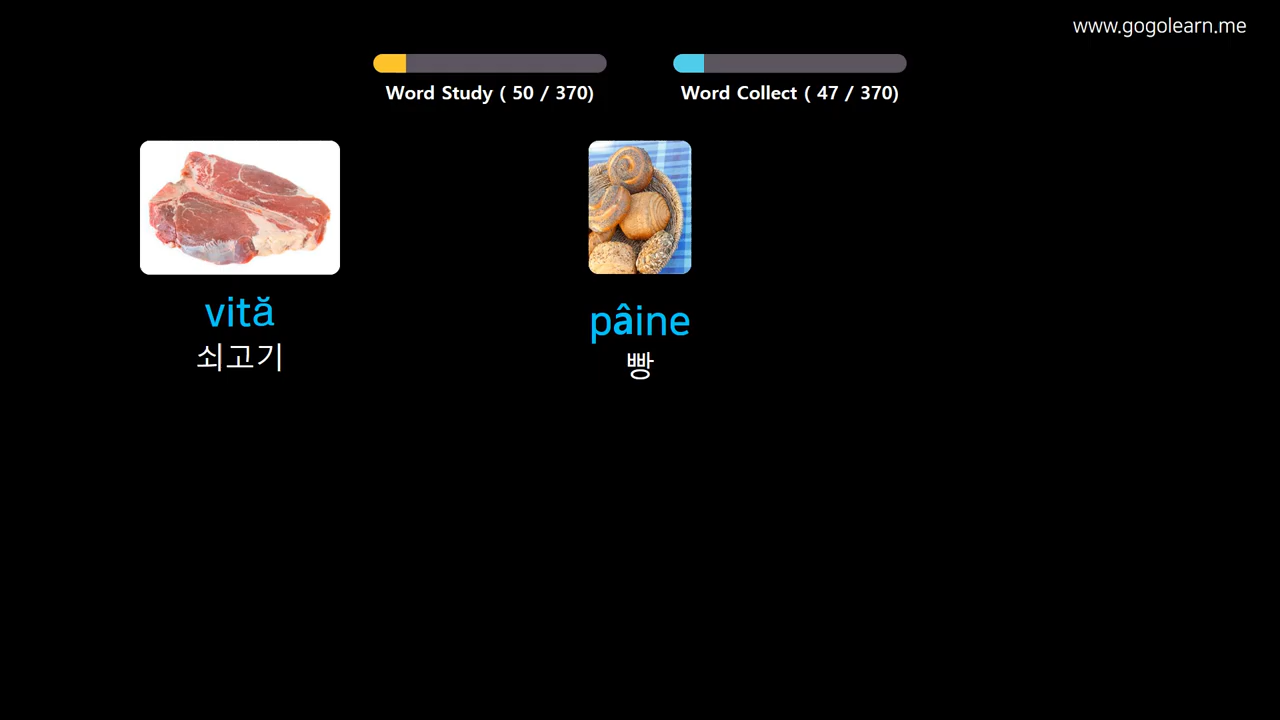 www.gogolearn.me
Word Study ( 50 / 370)
Word Collect ( 47 / 370)
vită
쇠고기
pâine
빵